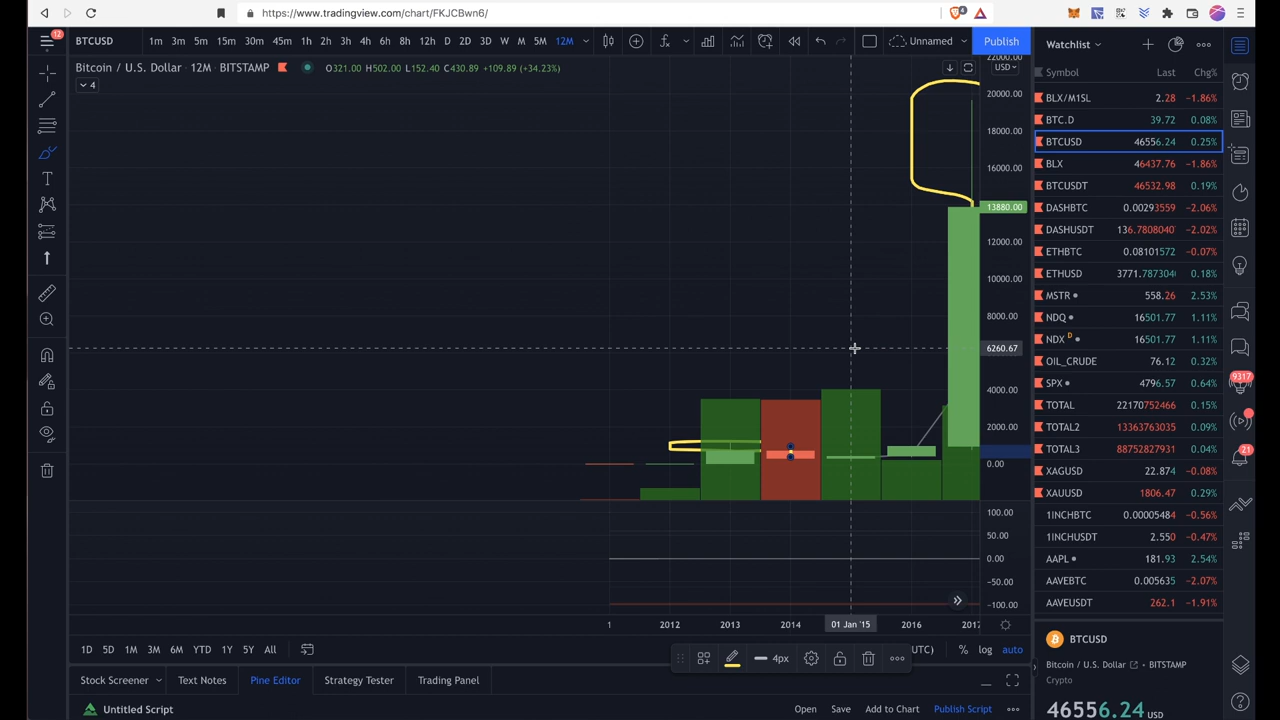 https://www.tradingview.com/chart/FKJCBwn6/
4
12
BTCUSD 1m 3m 5m 15m 30m 1h 2h 3h 4h 6h 8h 12h D 2D 3D W M 5M 12M Unnamed Publish
Bitcoin / U.S. Dollar · 12M · BITSTAMP O321.00 H502.00 L152.40 C430.89 +109.89 (+34.23%)
4
USD
22000.00
20000.00
18000.00
16000.00
13880.00
12000.00
10000.00
8000.00
6260.67
4000.00
2000.00
0.00
100.00
50.00
0.00
−50.00
−100.00
1 2012 2013 2014 01 Jan '15 2016 2017
1D 5D 1M 3M 6M YTD 1Y 5Y All UTC) % log auto
4px
Stock Screener Text Notes Pine Editor Strategy Tester Trading Panel
Untitled Script Open Save Add to Chart Publish Script
Watchlist
Symbol Last Chg%
BLX/M1SL 2.28 −1.86%
BTC.D 39.72 0.08%
BTCUSD 46556.24 0.25%
BLX 46437.76 −1.86%
BTCUSDT 46532.98 0.19%
DASHBTC 0.00293559 −2.06%
DASHUSDT 136.7808040 −2.02%
ETHBTC 0.08101572 −0.07%
ETHUSD 3771.787304 0.18%
MSTR 558.26 2.53%
NDQ 16501.77 1.11%
NDX D 16501.77 1.11%
OIL_CRUDE 76.12 0.32%
SPX 4796.57 0.64%
TOTAL 22170752466 0.15%
TOTAL2 13363763035 0.09%
TOTAL3 88752827931 0.04%
XAGUSD 22.874 −0.08%
XAUUSD 1806.47 0.29%
1INCHBTC 0.00005484 −0.56%
1INCHUSDT 2.550 −0.47%
AAPL 181.93 2.54%
AAVEBTC 0.005635 −2.07%
AAVEUSDT 262.1 −1.91%
9317
21
BTCUSD
Bitcoin / U.S. Dollar · BITSTAMP
Crypto
46556.24 USD